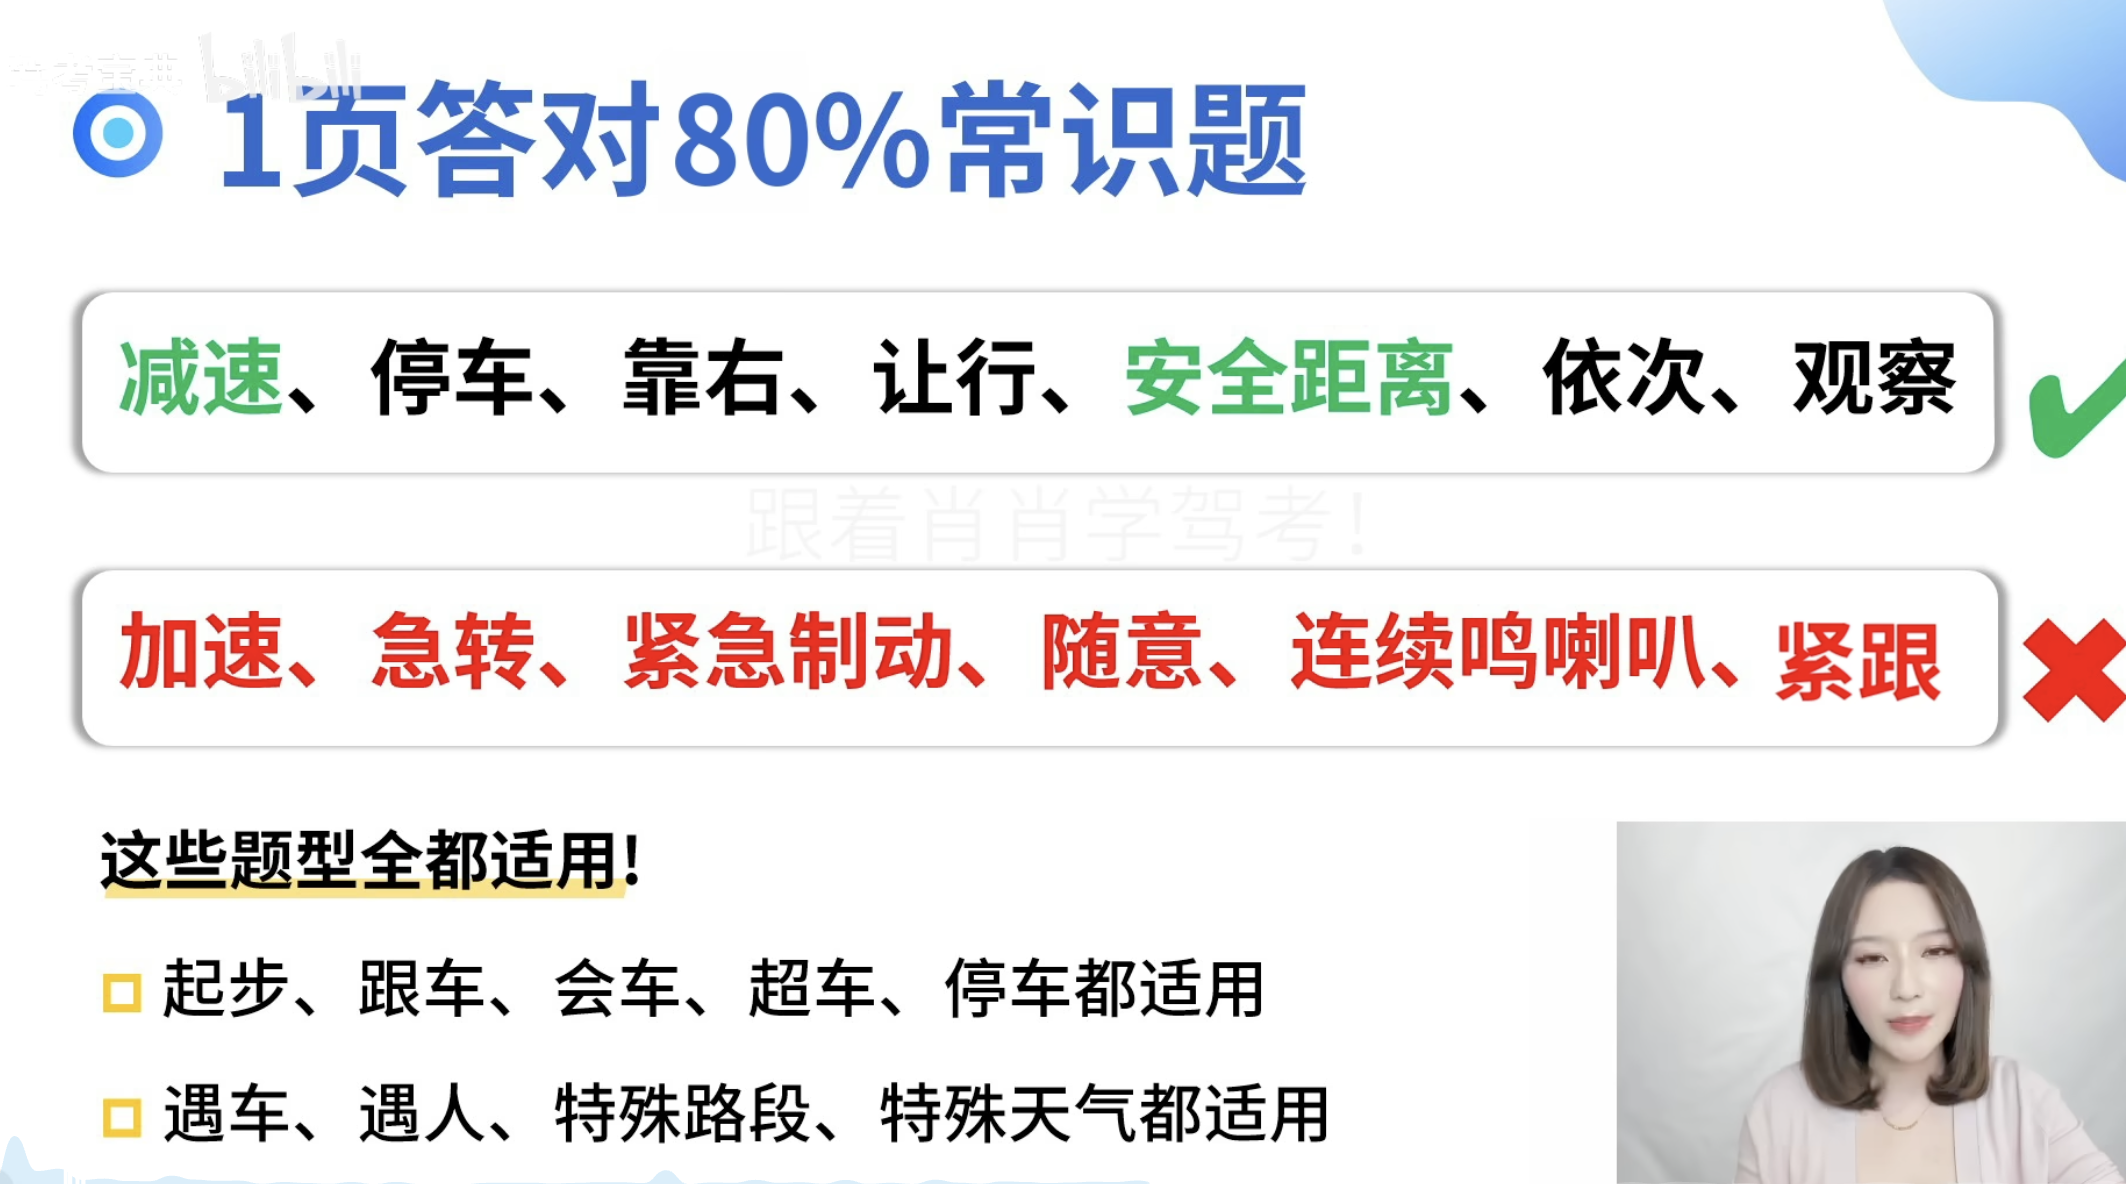 bilibili
1页答对80%常识题
减速、停车、靠右、让行、安全距离、依次、观察
跟着肖肖学驾考！
加速、急转、紧急制动、随意、连续鸣喇叭、紧跟
这些题型全都适用！
起步、跟车、会车、超车、停车都适用
遇车、遇人、特殊路段、特殊天气都适用